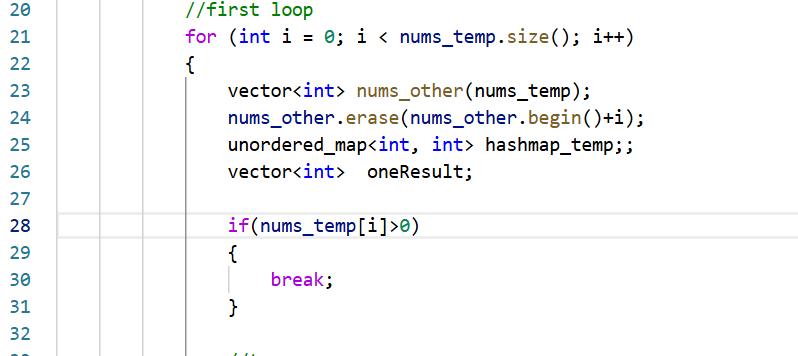 20 //first loop
21 for (int i = 0; i < nums_temp.size(); i++)
22 {
23 vector<int> nums_other(nums_temp);
24 nums_other.erase(nums_other.begin()+i);
25 unordered_map<int, int> hashmap_temp;;
26 vector<int>  oneResult;
27
28 if(nums_temp[i]>0)
29 {
30 break;
31 }
32